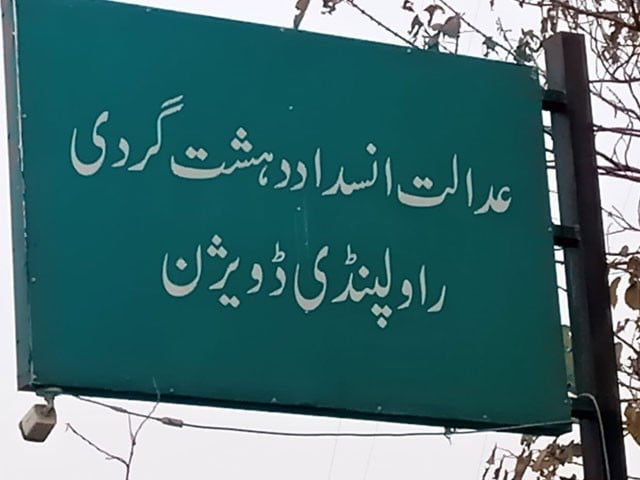 عدالت انسداد دہشت گردی
راولپنڈی ڈویژن